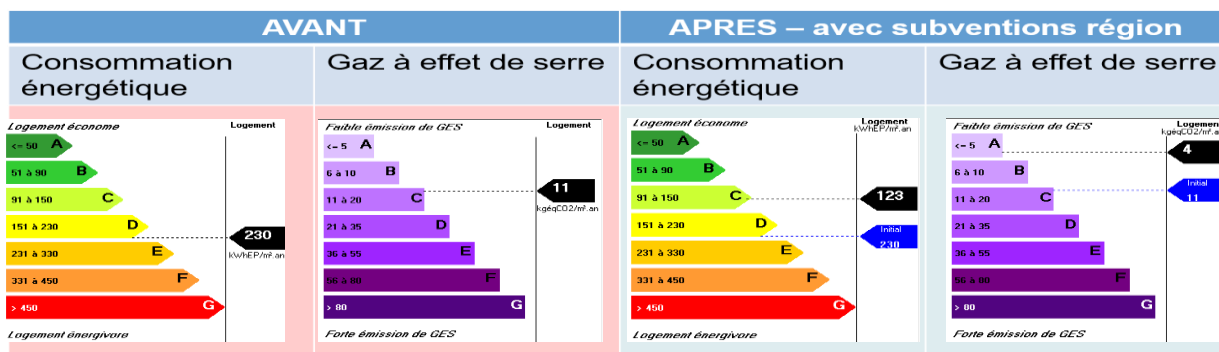 AVANT
APRES – avec subventions région
Consommation
énergétique
Gaz à effet de serre
Consommation
énergétique
Gaz à effet de serre
Logement économe
Logement
<= 50 A
51 à 90 B
91 à 150 C
151 à 230 D
230
kWhEP/m².an
231 à 330 E
331 à 450 F
> 450 G
Logement énergivore
Faible émission de GES
Logement
<= 5 A
6 à 10 B
11
11 à 20 C
kgéqCO2/m².an
21 à 35 D
36 à 55 E
56 à 80 F
> 80 G
Forte émission de GES
Logement économe
Logement
kWhEP/m².an
<= 50 A
51 à 90 B
91 à 150 C
123
151 à 230 D
Initial
230
231 à 330 E
331 à 450 F
> 450 G
Logement énergivore
Faible émission de GES
Logemen
kgéqCO2/m².an
<= 5 A
4
6 à 10 B
Initial
11
11 à 20 C
21 à 35 D
36 à 55 E
56 à 80 F
> 80 G
Forte émission de GES